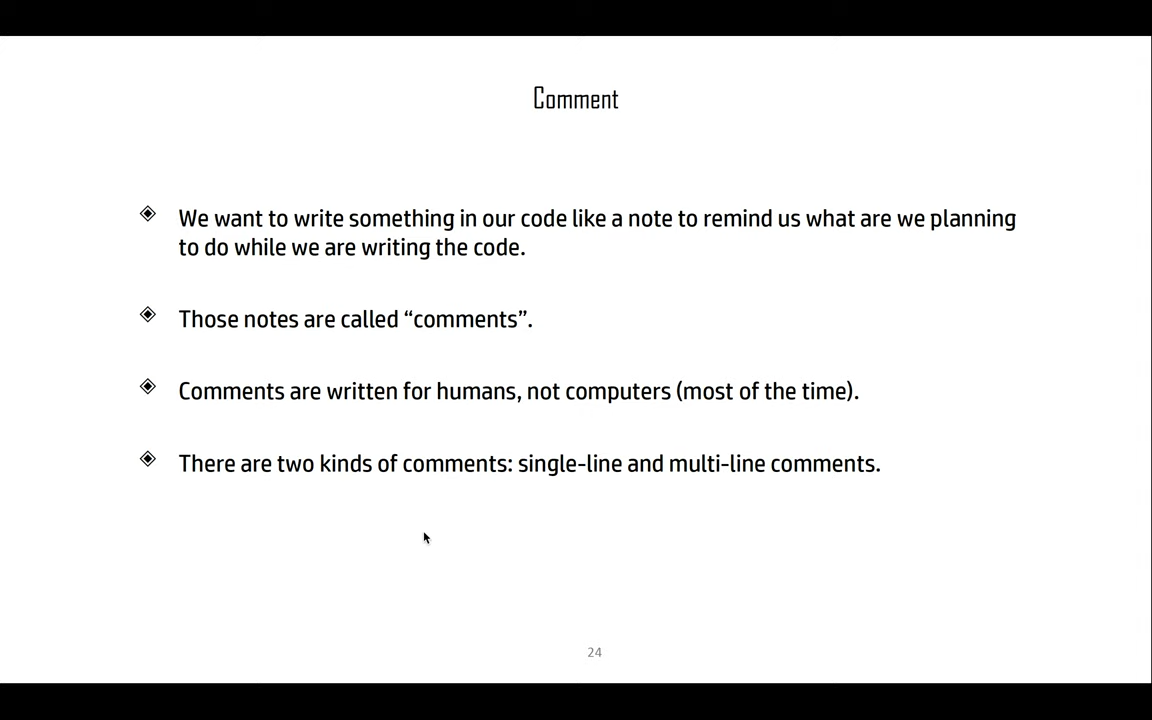 Comment
We want to write something in our code like a note to remind us what are we planning
to do while we are writing the code.
Those notes are called “comments”.
Comments are written for humans, not computers (most of the time).
There are two kinds of comments: single-line and multi-line comments.
24